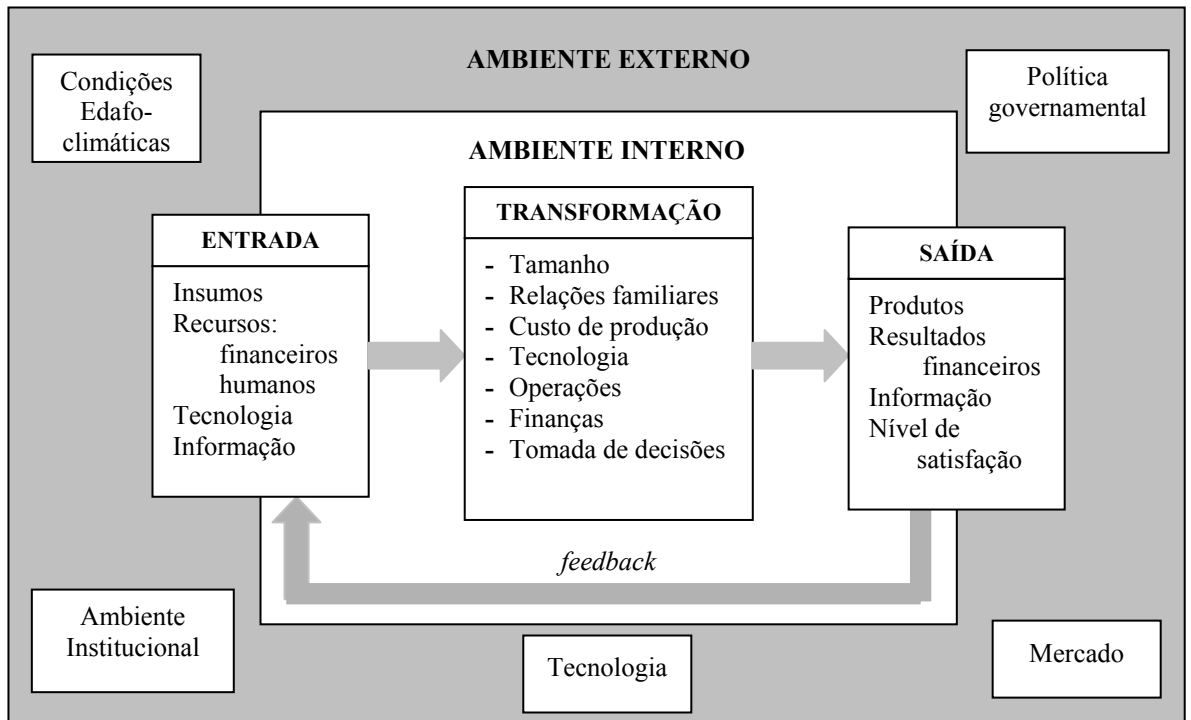 AMBIENTE EXTERNO
Condições
Edafo-
climáticas
Política
governamental
AMBIENTE INTERNO
ENTRADA
Insumos
Recursos:
financeiros
humanos
Tecnologia
Informação
TRANSFORMAÇÃO
- Tamanho
- Relações familiares
- Custo de produção
- Tecnologia
- Operações
- Finanças
- Tomada de decisões
SAÍDA
Produtos
Resultados
financeiros
Informação
Nível de
satisfação
feedback
Ambiente
Institucional
Tecnologia
Mercado